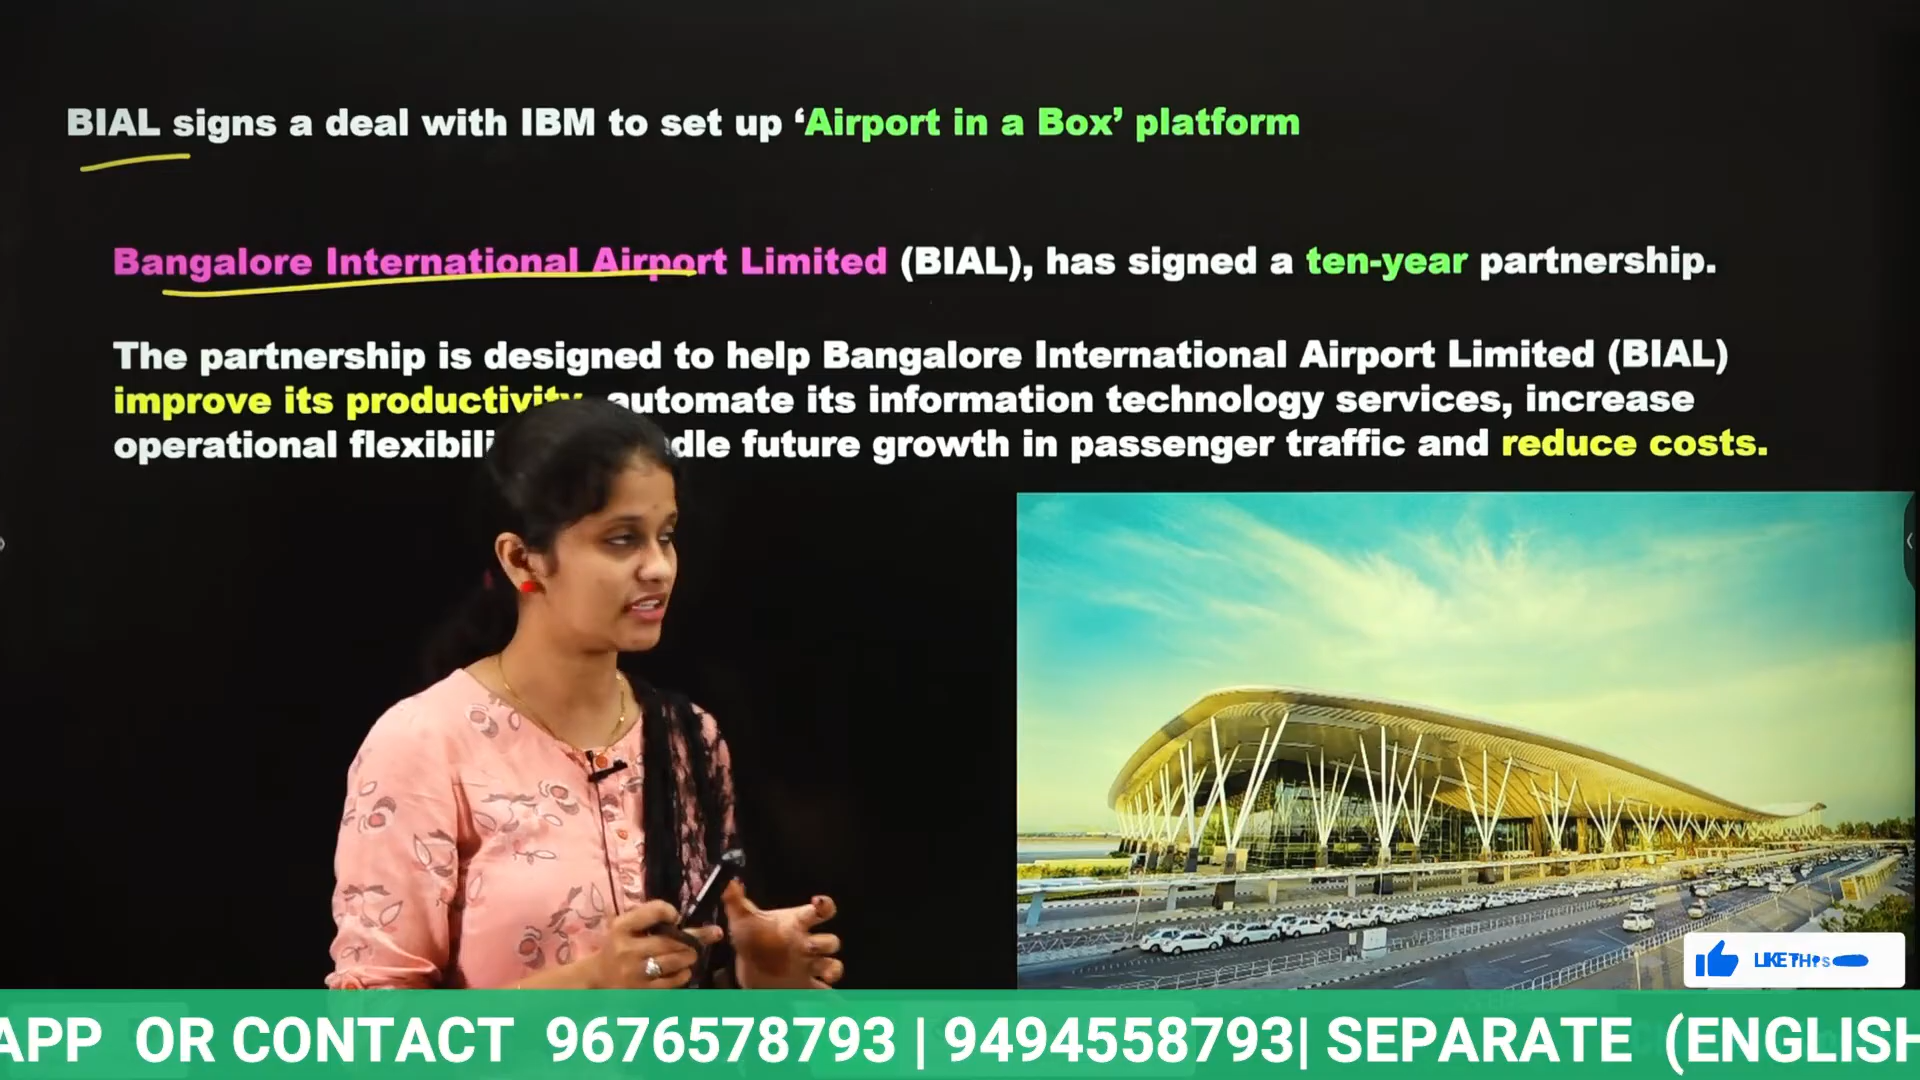 BIAL signs a deal with IBM to set up ‘Airport in a Box’ platform
Bangalore International Airport Limited (BIAL), has signed a ten-year partnership.
The partnership is designed to help Bangalore International Airport Limited (BIAL)
improve its productivity automate its information technology services, increase
operational future growth in passenger traffic and reduce costs.
LIKE THIS
APP OR CONTACT 9676578793 | 9494558793| SEPARATE (ENGLISH